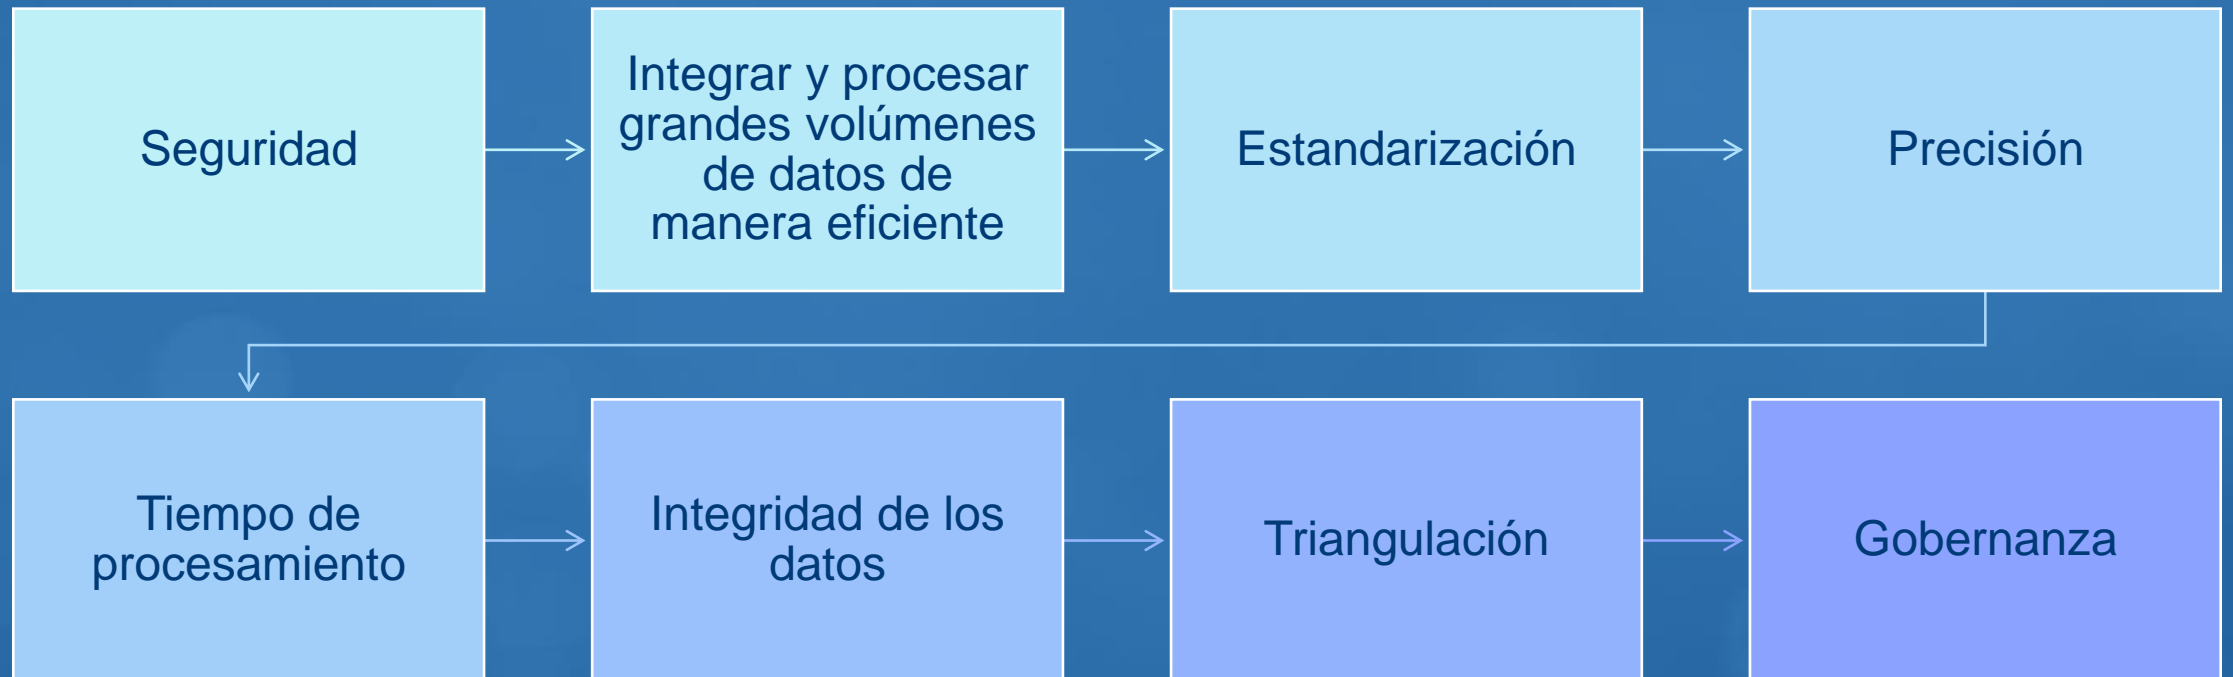 Seguridad
Integrar y procesar
grandes volúmenes
de datos de
manera eficiente
Estandarización
Precisión
Tiempo de
procesamiento
Integridad de los
datos
Triangulación
Gobernanza